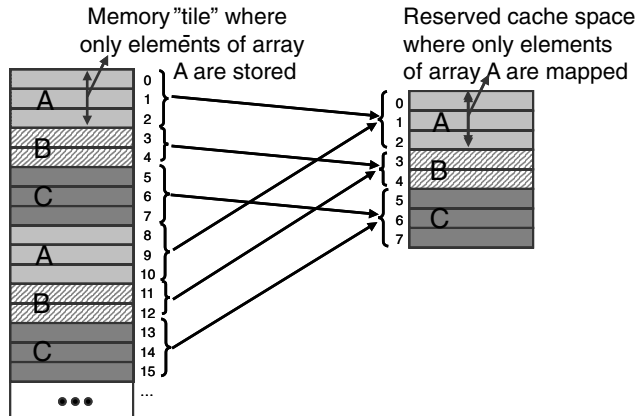 Memory "tile" where
only elements of array
A are stored
Reserved cache space
where only elements
of array A are mapped
A
B
C
A
B
C
•••
0
1
2
3
4
5
6
7
8
9
10
11
12
13
14
15
...
0
1
2
3
4
5
6
7
A
B
C